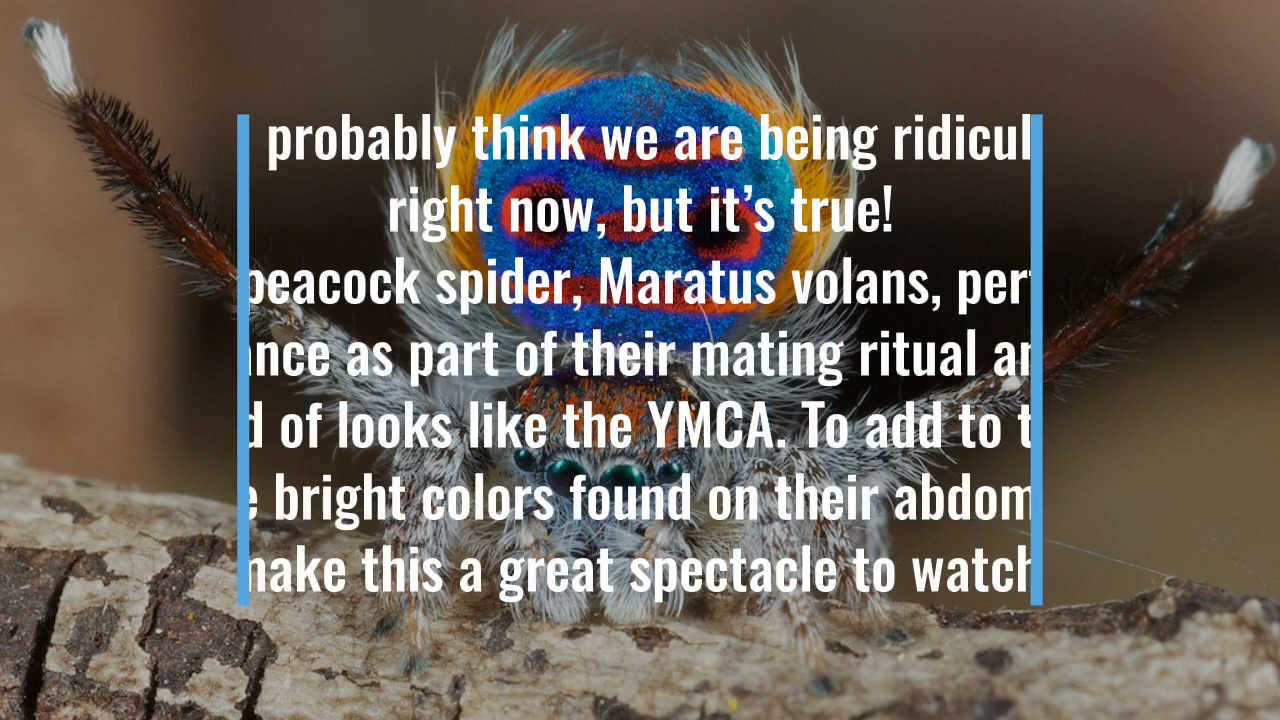 probably think we are being ridicul
right now, but it’s true!
peacock spider, Maratus volans, per
ance as part of their mating ritual an
d of looks like the YMCA. To add to t
e bright colors found on their abdom
make this a great spectacle to watch